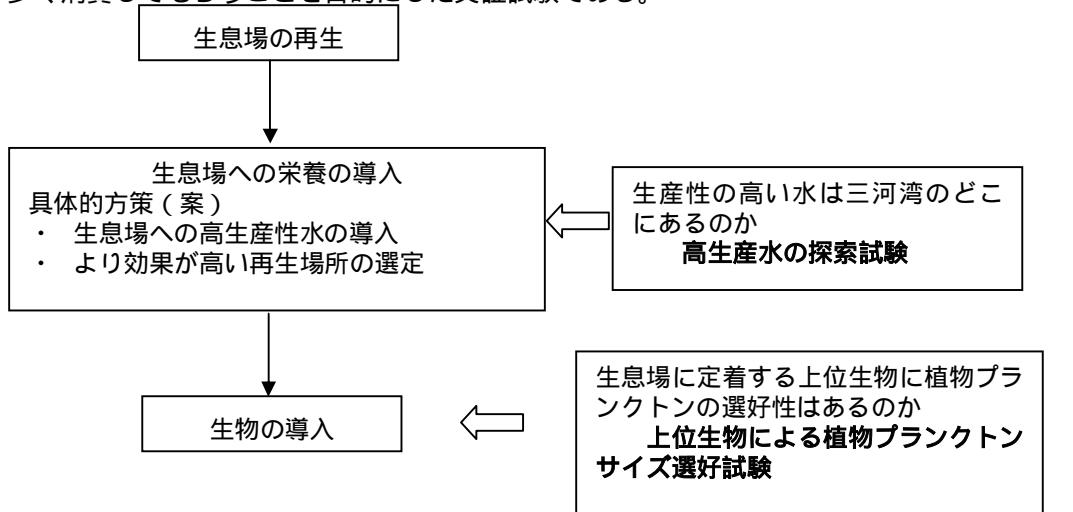 生息場の再生
生息場への栄養の導入
具体的方策(案)
・ 生息場への高生産性水の導入
・ より効果が高い再生場所の選定
生産性の高い水は三河湾のどこ
にあるのか
高生産水の探索試験
生物の導入
生息場に定着する上位生物に植物プラ
ンクトンの選好性はあるのか
上位生物による植物プランクトン
サイズ選好試験